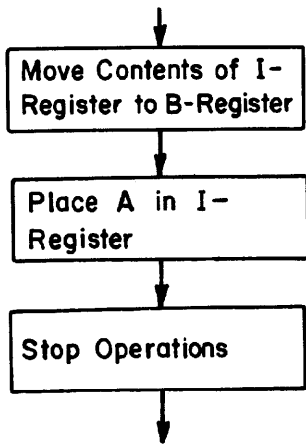 Move Contents of I-
Register to B-Register
Place A in I-
Register
Stop Operations